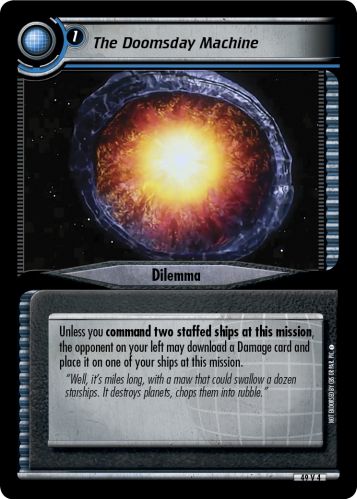 1
The Doomsday Machine
Dilemma
Unless you command two staffed ships at this mission,
the opponent on your left may download a Damage card and
place it on one of your ships at this mission.
"Well, it's miles long, with a maw that could swallow a dozen
starships. It destroys planets, chops them into rubble."
NOT ENDORSED BY CBS OR PAR. PIC.
49 V 4